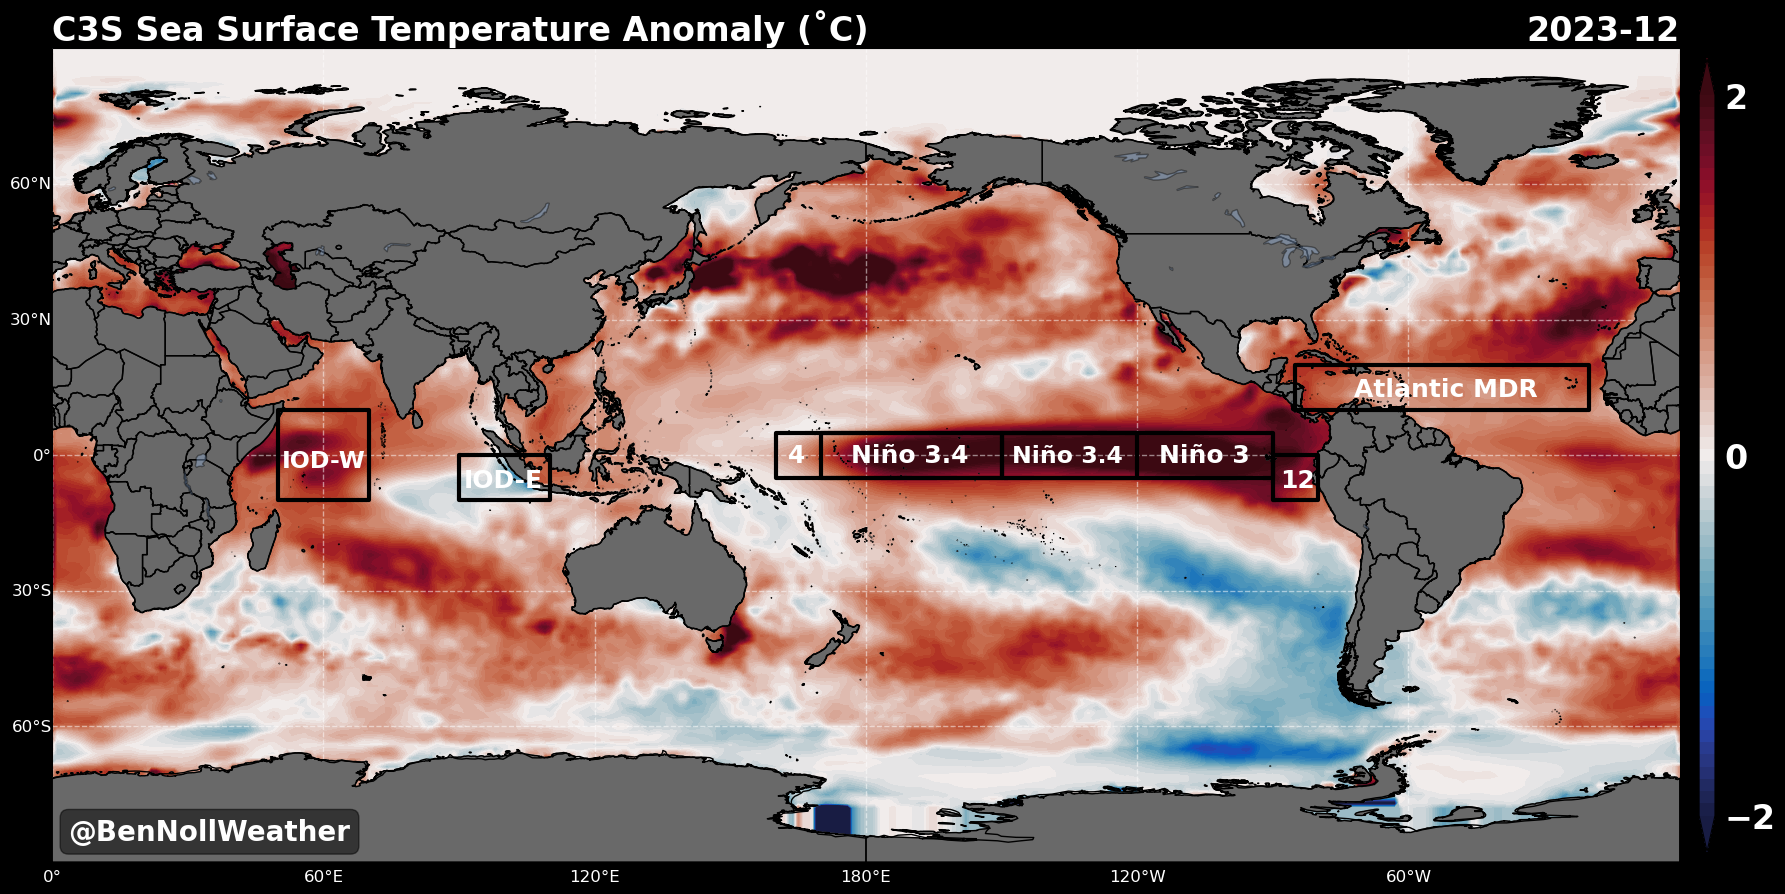 C3S Sea Surface Temperature Anomaly (˚C)
2023-12
2
0
−2
60°N
30°N
0°
30°S
60°S
IOD-W
IOD-E
4
Niño 3.4
Niño 3.4
Niño 3
12
Atlantic MDR
@BenNollWeather
0°
60°E
120°E
180°E
120°W
60°W